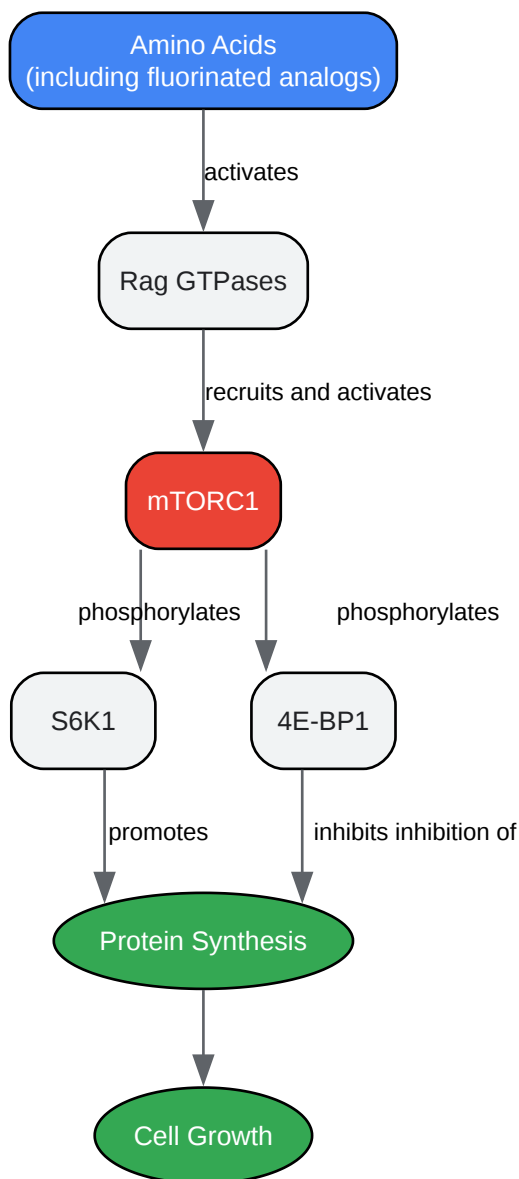 Amino Acids
(including fluorinated analogs)
activates
Rag GTPases
recruits and activates
mTORC1
phosphorylates
phosphorylates
S6K1
4E-BP1
promotes
inhibits inhibition of
Protein Synthesis
Cell Growth